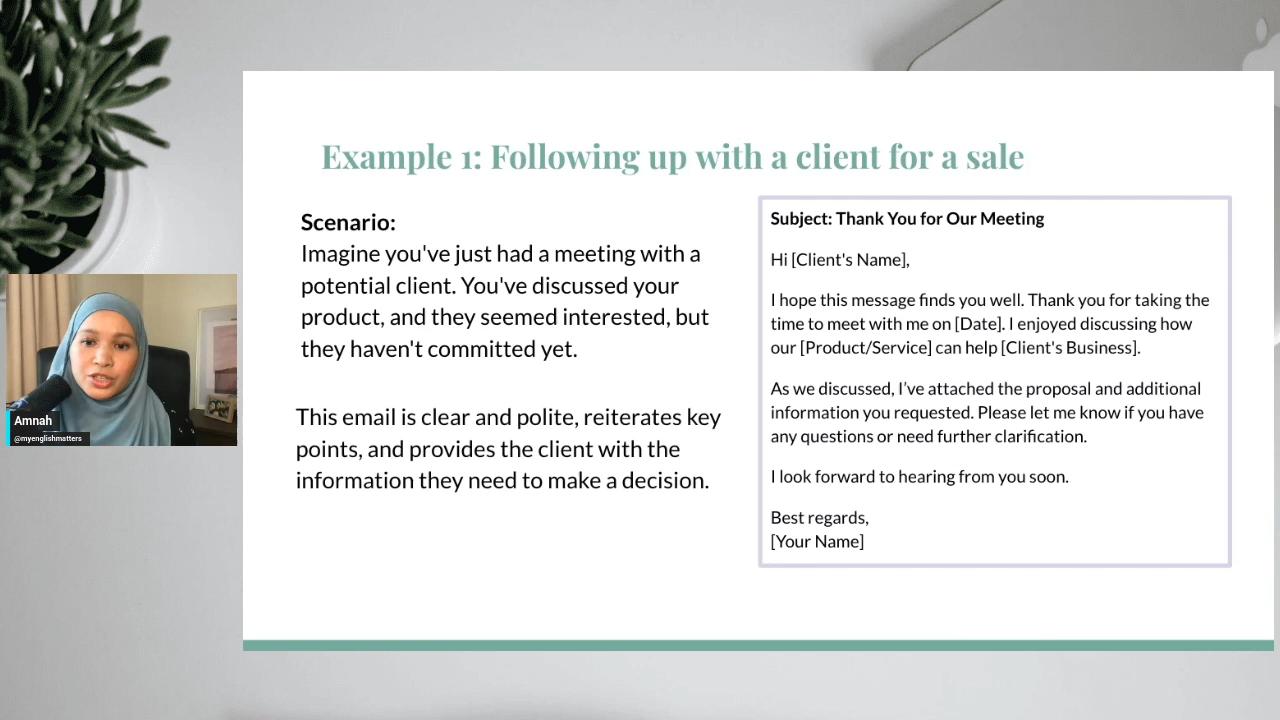 Example 1: Following up with a client for a sale
Scenario:
Imagine you've just had a meeting with a
potential client. You've discussed your
product, and they seemed interested, but
they haven't committed yet.
This email is clear and polite, reiterates key
points, and provides the client with the
information they need to make a decision.
Subject: Thank You for Our Meeting
Hi [Client's Name],
I hope this message finds you well. Thank you for taking the
time to meet with me on [Date]. I enjoyed discussing how
our [Product/Service] can help [Client's Business].
As we discussed, I’ve attached the proposal and additional
information you requested. Please let me know if you have
any questions or need further clarification.
I look forward to hearing from you soon.
Best regards,
[Your Name]
Amnah
@myenglishmatters